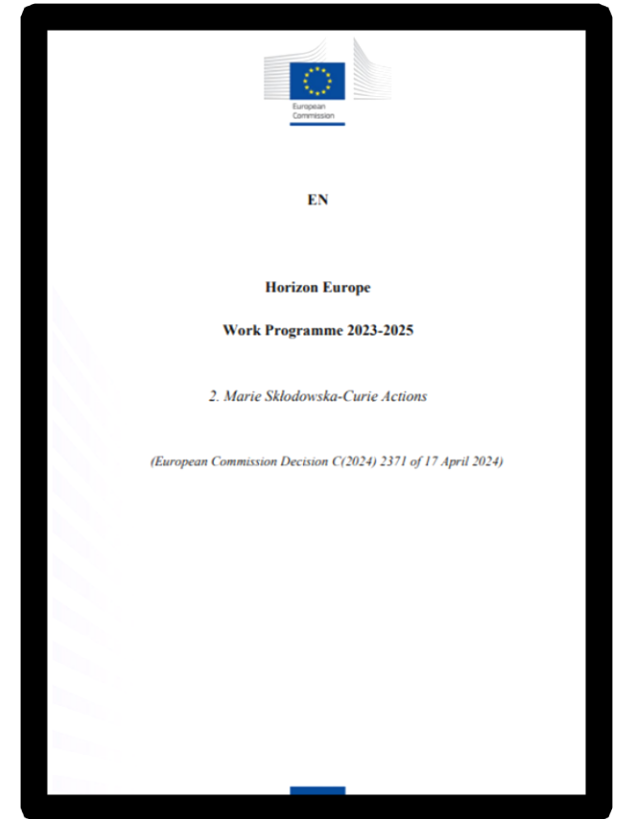 European
Commission
EN
Horizon Europe
Work Programme 2023-2025
2. Marie Skłodowska-Curie Actions
(European Commission Decision C(2024) 2371 of 17 April 2024)